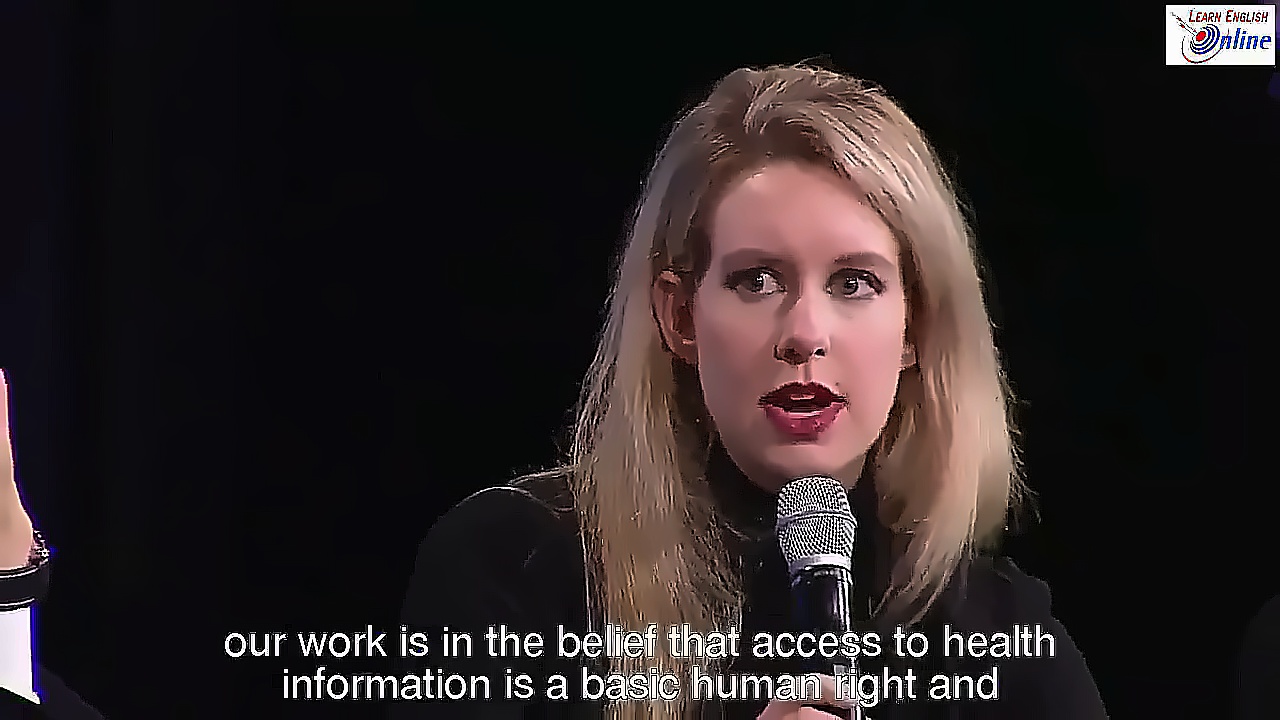 LEARN ENGLISH
Online
our work is in the belief that access to health
information is a basic human right and